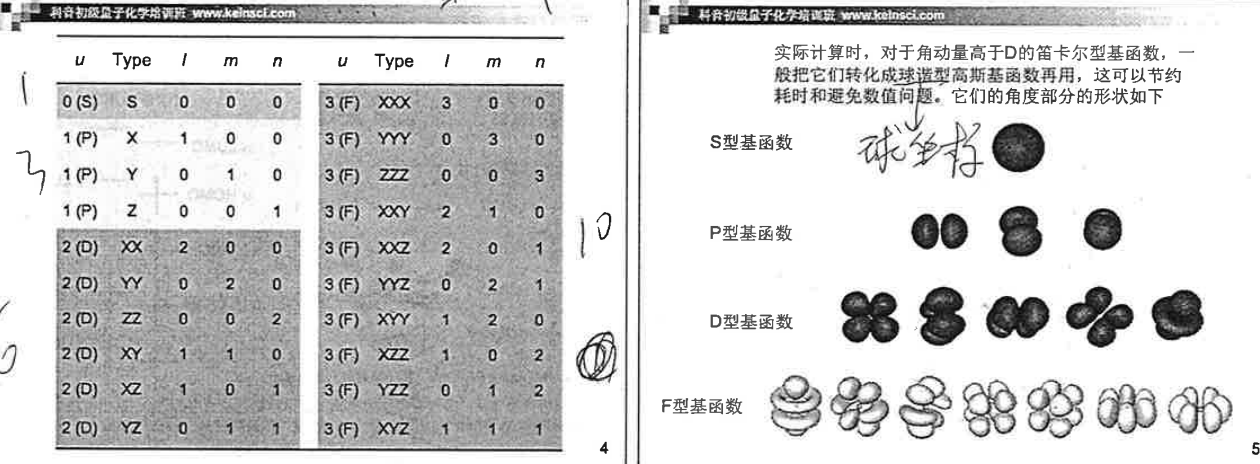 科音初级量子化学培训班 www.keinsci.com
u Type l m n u Type l m n
0 (S) S 0 0 0 3 (F) XXX 3 0 0
1 (P) X 1 0 0 3 (F) YYY 0 3 0
1 (P) Y 0 1 0 3 (F) ZZZ 0 0 3
1 (P) Z 0 0 1 3 (F) XXY 2 1 0
2 (D) XX 2 0 0 3 (F) XXZ 2 0 1
2 (D) YY 0 2 0 3 (F) YYZ 0 2 1
2 (D) ZZ 0 0 2 3 (F) XYY 1 2 0
2 (D) XY 1 1 0 3 (F) XZZ 1 0 2
2 (D) XZ 1 0 1 3 (F) YZZ 0 1 2
2 (D) YZ 0 1 1 3 (F) XYZ 1 1 1
1
3
10
4
科音初级量子化学培训班 www.keinsci.com
实际计算时，对于角动量高于D的笛卡尔型基函数，一
般把它们转化成球谐型高斯基函数再用，这可以节约
耗时和避免数值问题。它们的角度部分的形状如下
S型基函数
球坐标
P型基函数
D型基函数
F型基函数
5